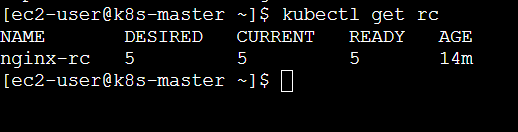 [ec2-user@k8s-master ~]$ kubectl get rc
NAME       DESIRED   CURRENT   READY   AGE
nginx-rc   5         5         5       14m
[ec2-user@k8s-master ~]$